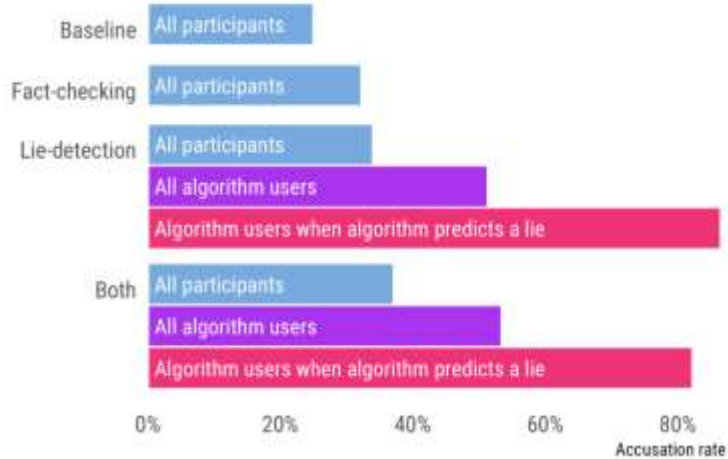 Baseline
All participants
Fact-checking
All participants
Lie-detection
All participants
All algorithm users
Algorithm users when algorithm predicts a lie
Both
All participants
All algorithm users
Algorithm users when algorithm predicts a lie
0% 20% 40% 60% 80%
Accusation rate